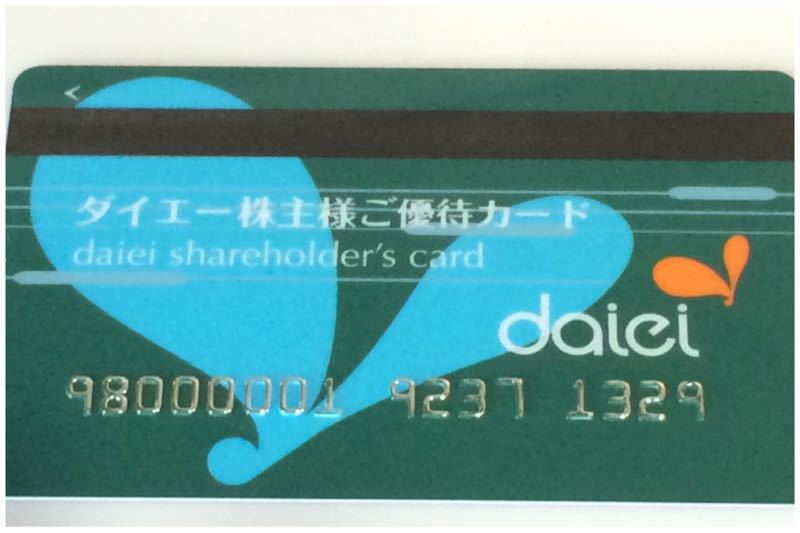 <
ダイエー株主様ご優待カード
daiei shareholder's card
daiei
98000001 9237 1329